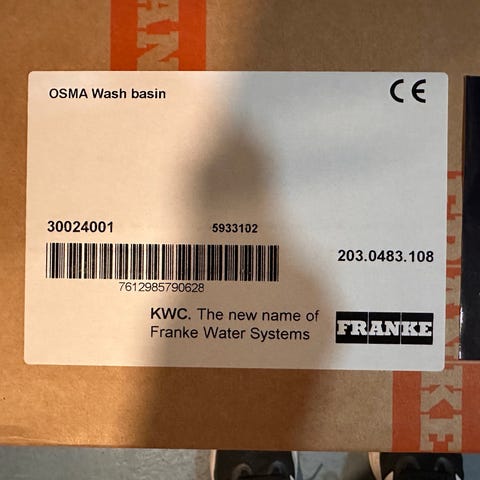 OSMA Wash basin
CE
30024001
5933102
203.0483.108
7612985790628
KWC. The new name of
Franke Water Systems
FRANKE